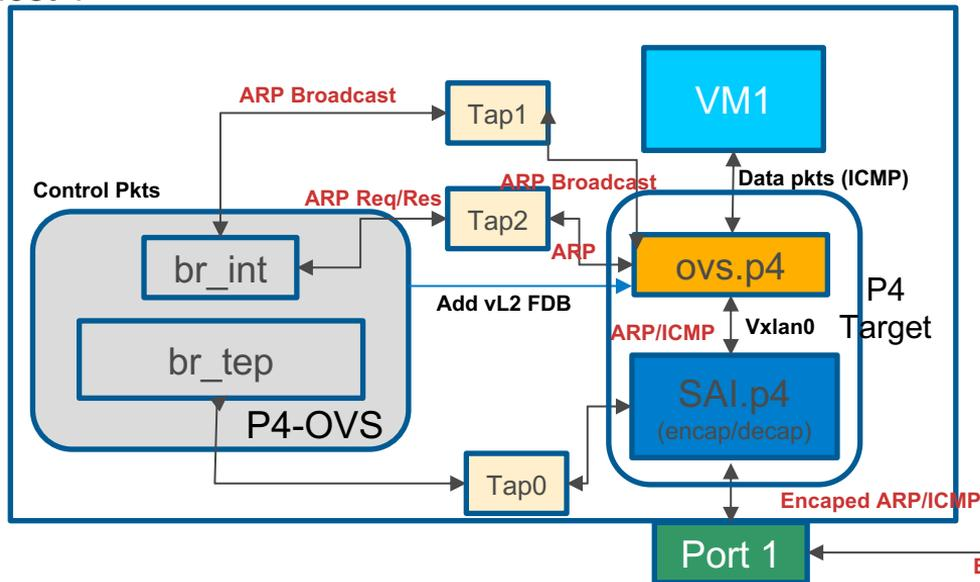 ARP Broadcast
Tap1
VM1
Control Pkts
ARP Req/Res
Tap2
ARP Broadcast
Data pkts (ICMP)
br_int
ARP
ovs.p4
P4
Target
Add vL2 FDB
ARP/ICMP
Vxlan0
br_tep
SAI.p4
(encap/decap)
P4-OVS
Tap0
Encaped ARP/ICMP
Port 1